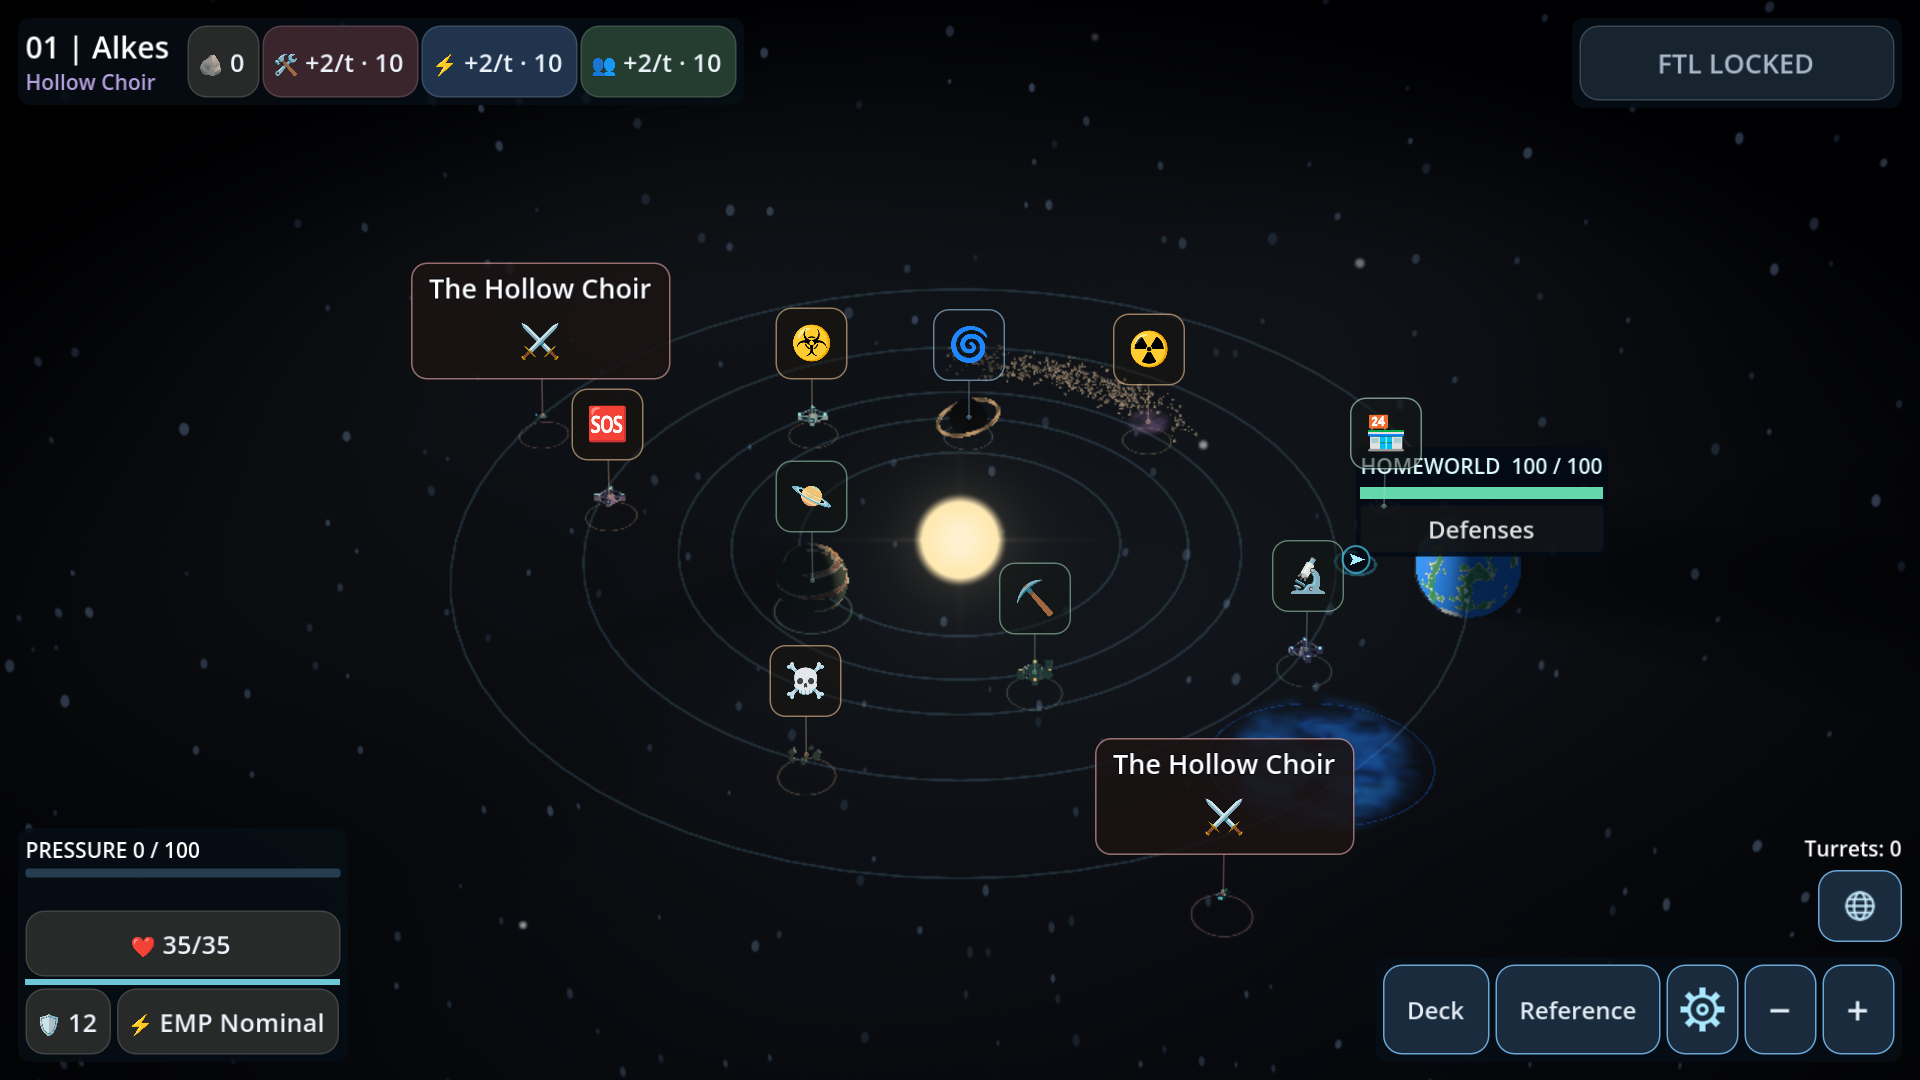 01 | Alkes
Hollow Choir
0
+2/t · 10
+2/t · 10
+2/t · 10
FTL LOCKED
The Hollow Choir
SOS
24
HOMEWORLD 100 / 100
Defenses
The Hollow Choir
PRESSURE 0 / 100
35/35
12
EMP Nominal
Turrets: 0
Deck
Reference
−
+